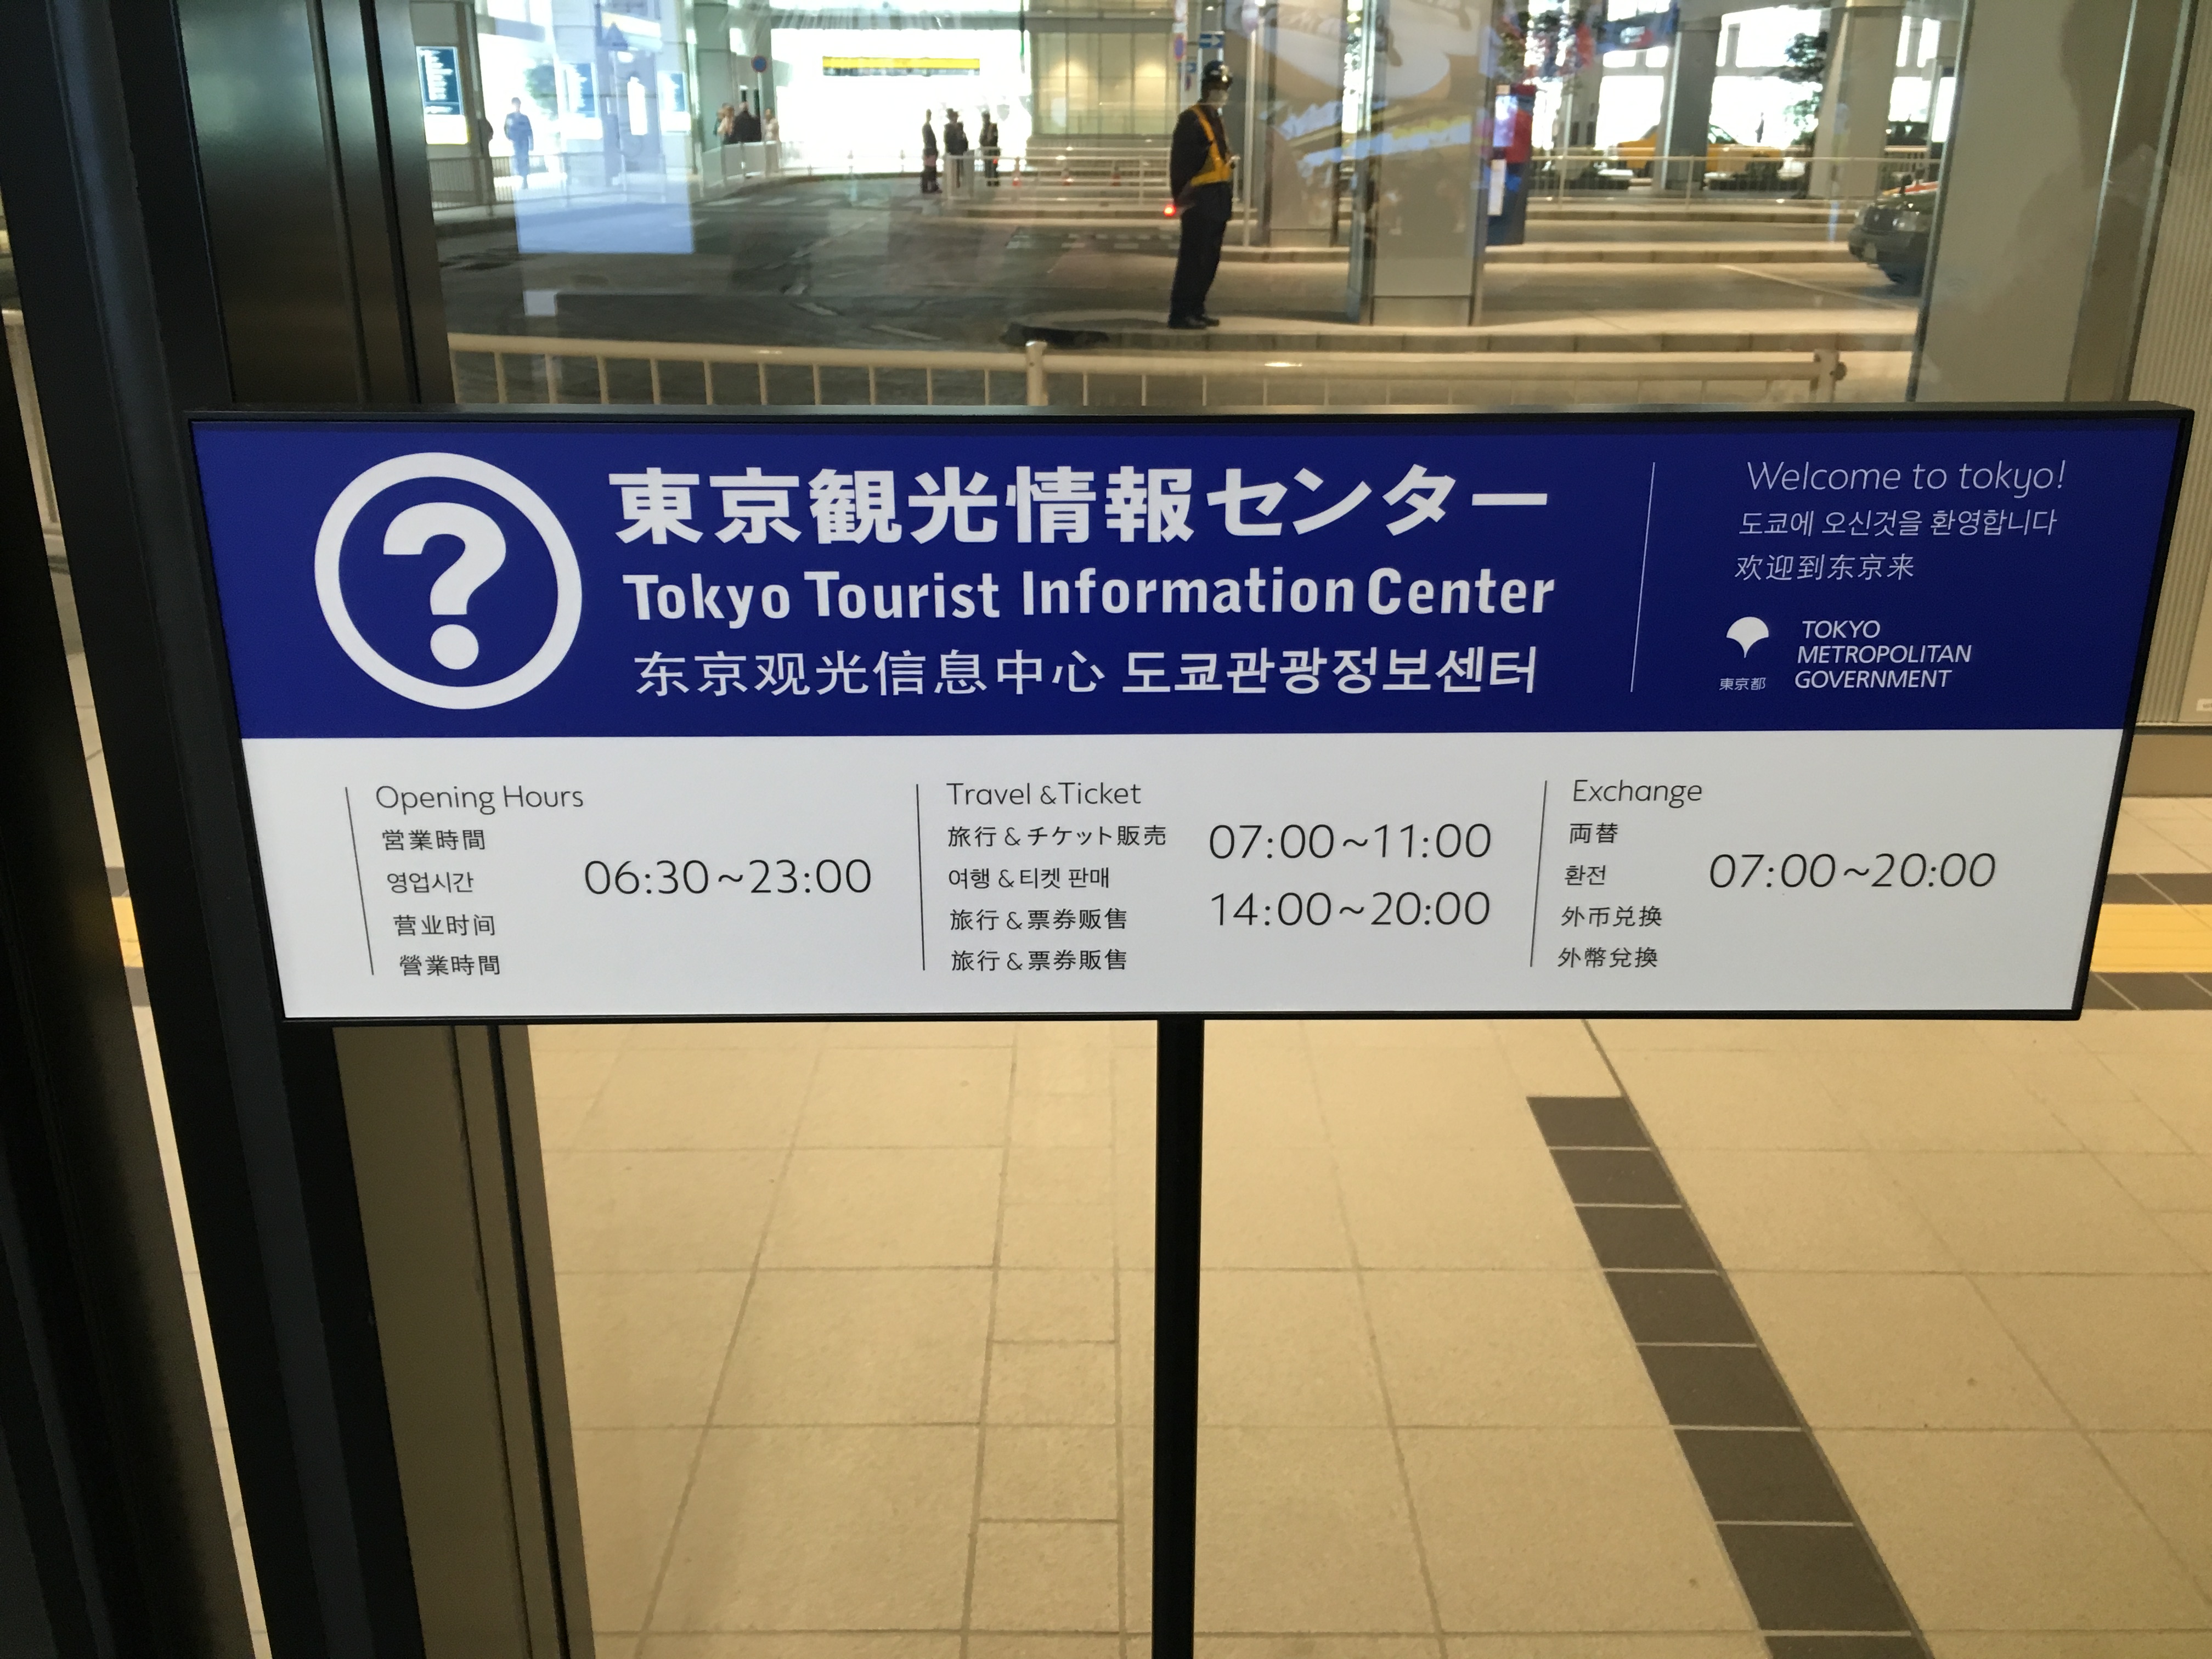 東京観光情報センター
Tokyo Tourist Information Center
东京观光信息中心 도쿄관광정보센터
Welcome to tokyo!
도쿄에 오신것을 환영합니다
欢迎到东京来
東京都
TOKYO
METROPOLITAN
GOVERNMENT
Opening Hours
営業時間
영업시간
营业时间
營業時間
06:30~23:00
Travel &Ticket
旅行&チケット販売
여행&티켓 판매
旅行&票券贩售
旅行&票券販售
07:00~11:00
14:00~20:00
Exchange
両替
환전
外币兑换
外幣兌換
07:00~20:00